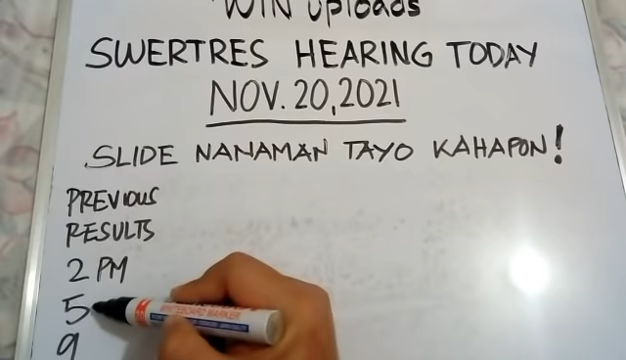 WIN uploads
SWERTRES HEARING TODAY
NOV. 20, 2021
SLIDE NANAMAN TAYO KAHAPON!
PREVIOUS
RESULTS
2 PM
5
9
WHITEBOARD MARKER